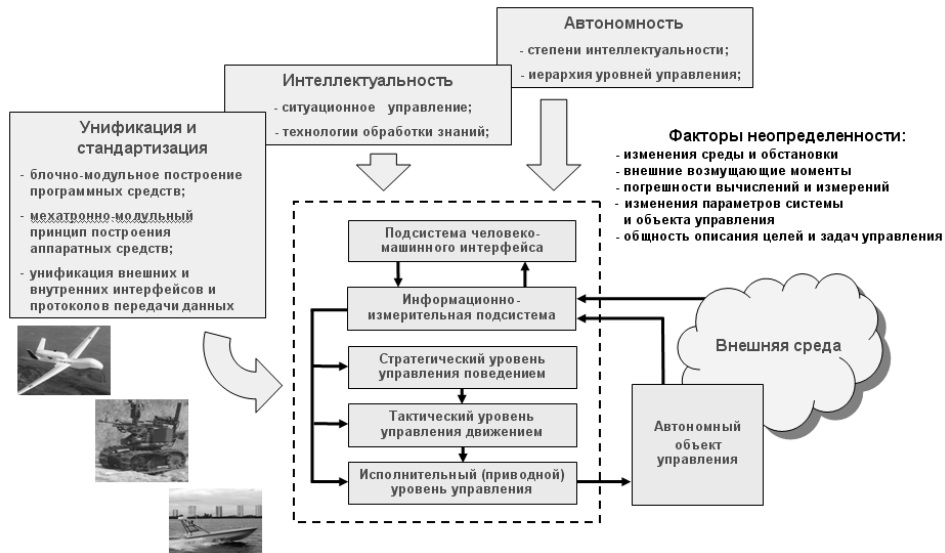 Автономность
- степени интеллектуальности;
- иерархия уровней управления;
Интеллектуальность
- ситуационное управление;
- технологии обработки знаний;
Унификация и
стандартизация
- блочно-модульное построение
программных средств;
- мехатронно-модульный
принцип построения
аппаратных средств;
- унификация внешних и
внутренних интерфейсов и
протоколов передачи данных
Факторы неопределенности:
- изменения среды и обстановки
- внешние возмущающие моменты
- погрешности вычислений и измерений
- изменения параметров системы
и объекта управления
- общность описания целей и задач управления
Подсистема человеко-
машинного интерфейса
Информационно-
измерительная подсистема
Стратегический уровень
управления поведением
Тактический уровень
управления движением
Исполнительный (приводной)
уровень управления
Внешняя среда
Автономный
объект
управления